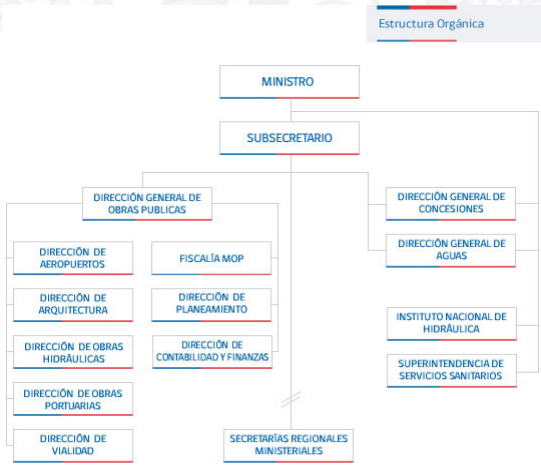 Estructura Orgánica
MINISTRO
SUBSECRETARIO
DIRECCIÓN GENERAL DE
OBRAS PUBLICAS
DIRECCIÓN GENERAL DE
CONCESIONES
DIRECCIÓN GENERAL DE
AGUAS
DIRECCIÓN DE
AEROPUERTOS
FISCALÍA MOP
DIRECCIÓN DE
ARQUITECTURA
DIRECCIÓN DE
PLANEAMIENTO
INSTITUTO NACIONAL DE
HIDRÁULICA
DIRECCIÓN DE OBRAS
HIDRÁULICAS
DIRECCIÓN DE
CONTABILIDAD Y FINANZAS
SUPERINTENDENCIA DE
SERVICIOS SANITARIOS
DIRECCIÓN DE OBRAS
PORTUARIAS
DIRECCIÓN DE
VIALIDAD
SECRETARÍAS REGIONALES
MINISTERIALES